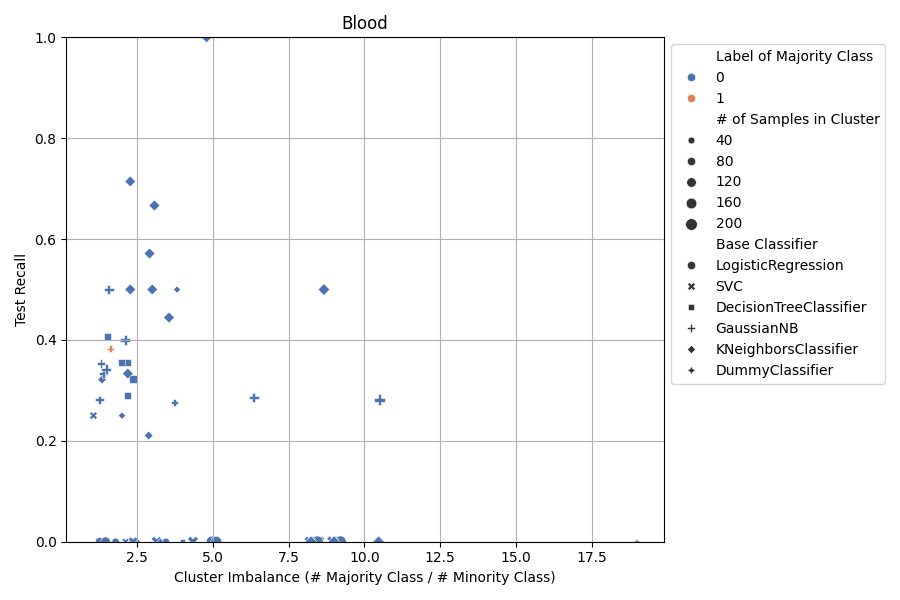 Blood
1.0
0.8
0.6
0.4
0.2
0.0
Test Recall
2.5 5.0 7.5 10.0 12.5 15.0 17.5
Cluster Imbalance (# Majority Class / # Minority Class)
Label of Majority Class
0
1
# of Samples in Cluster
40
80
120
160
200
Base Classifier
LogisticRegression
SVC
DecisionTreeClassifier
GaussianNB
KNeighborsClassifier
DummyClassifier